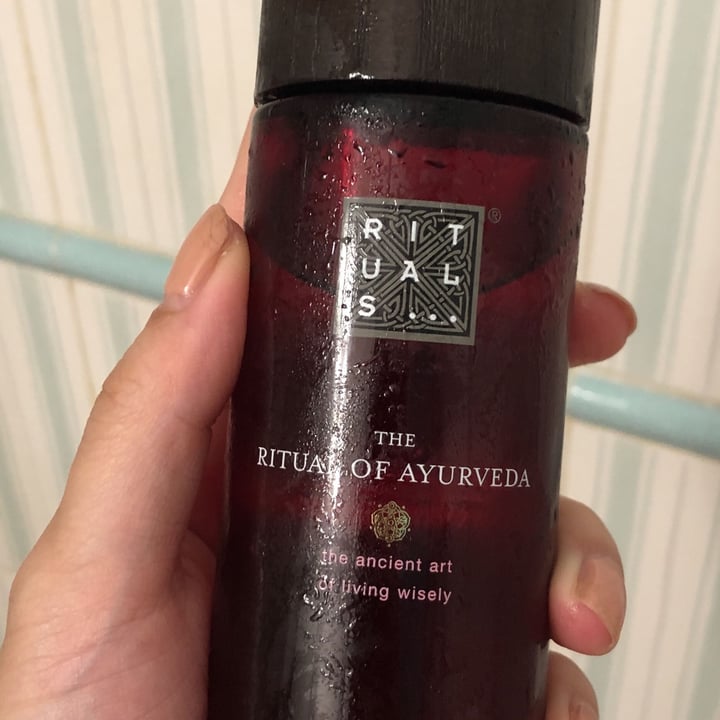 RIT
UAL
S...
®
THE
RITUAL OF AYURVEDA
the ancient art
of living wisely